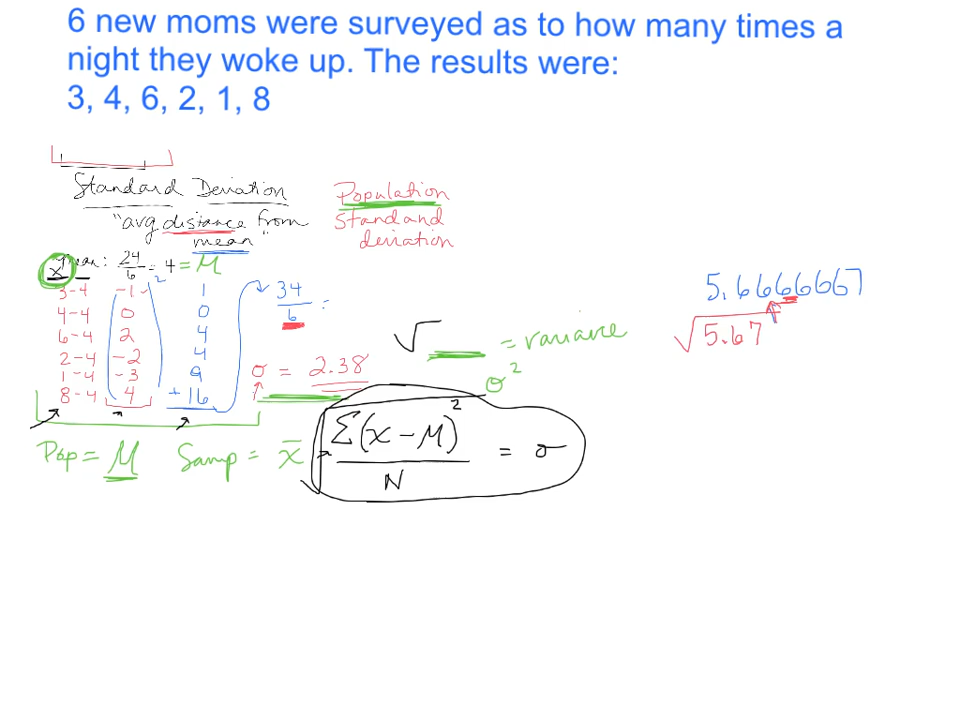 6 new moms were surveyed as to how many times a
night they woke up. The results were:
3, 4, 6, 2, 1, 8
Standard Deviation
"avg distance from
mean"
Population
standard
deviation
mean: 24/6 = 4 = μ
x
3-4 -1 2 1
4-4 0 0
6-4 2 4
2-4 -2 4
1-4 -3 9
8-4 4 +16
34/6 =
σ = 2.38
√ __ = variance
σ²
5.66666667
√5.67
Pop = μ Samp = x̄
√ Σ(x-μ)²/N = σ